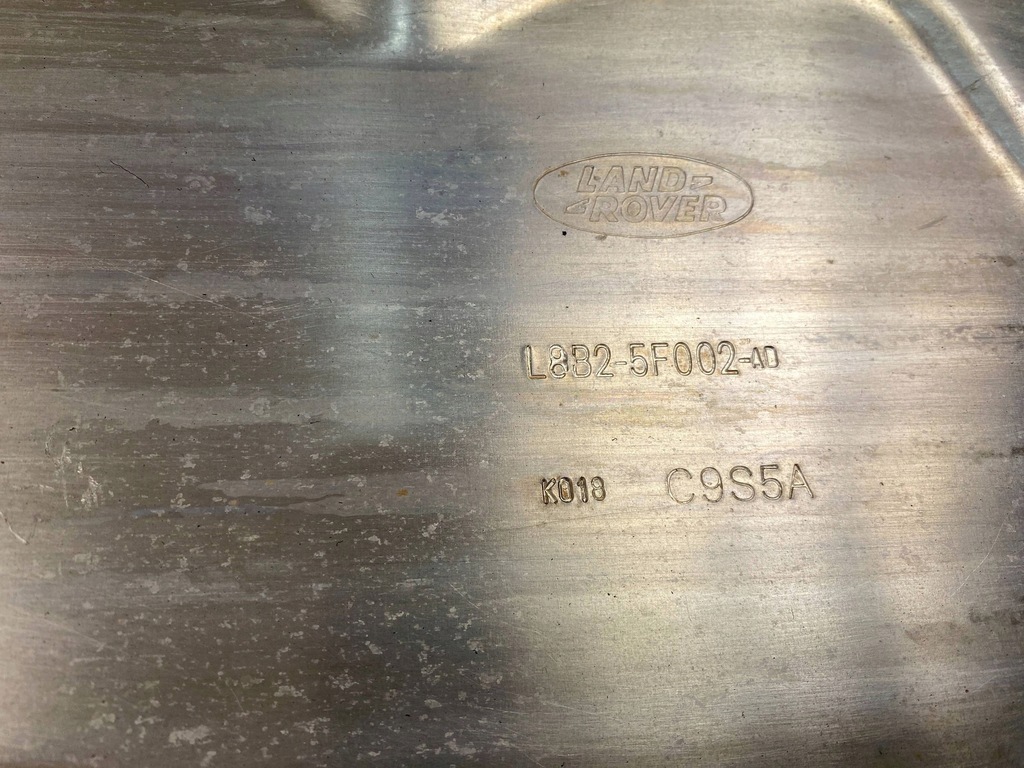 LAND
ROVER
L8B2-5F002-AD
K018 C9S5A